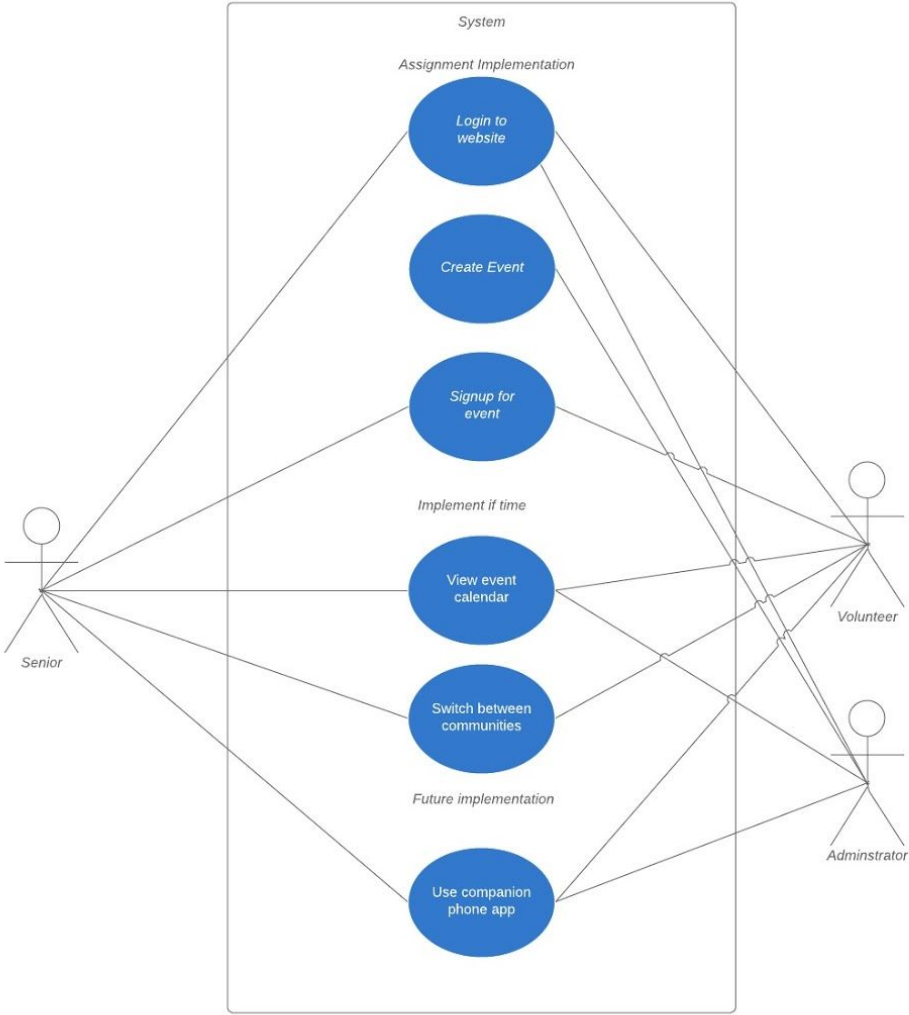 System
Assignment Implementation
Login to
website
Create Event
Signup for
event
Implement if time
View event
calendar
Volunteer
Senior
Switch between
communities
Future implementation
Adminstrator
Use companion
phone app